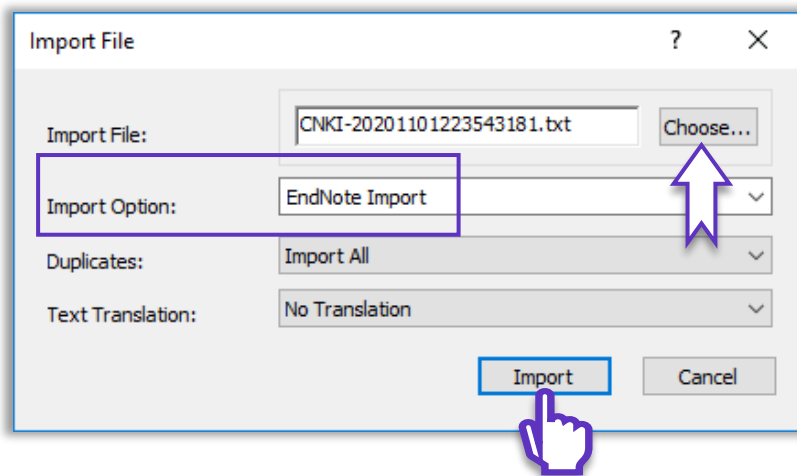 Import File
?
Import File:
CNKI-20201101223543181.txt
Choose...
Import Option:
EndNote Import
Duplicates:
Import All
Text Translation:
No Translation
Import
Cancel